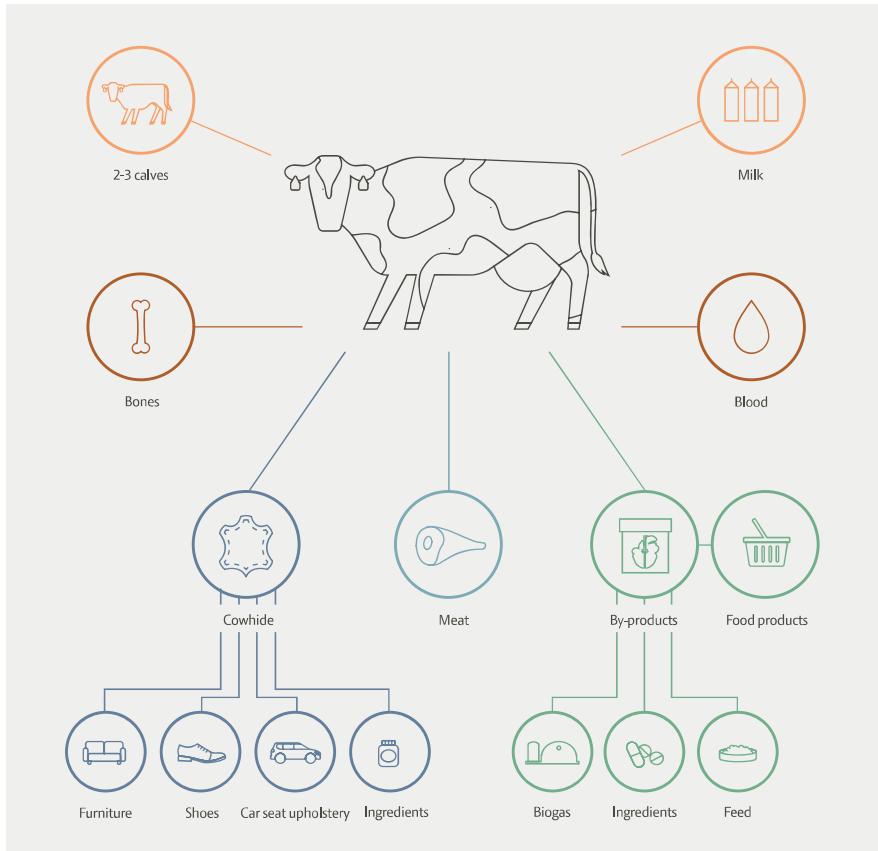 2-3 calves
Milk
Bones
Blood
Cowhide
Meat
By-products
Food products
Furniture
Shoes
Car seat upholstery
Ingredients
Biogas
Ingredients
Feed